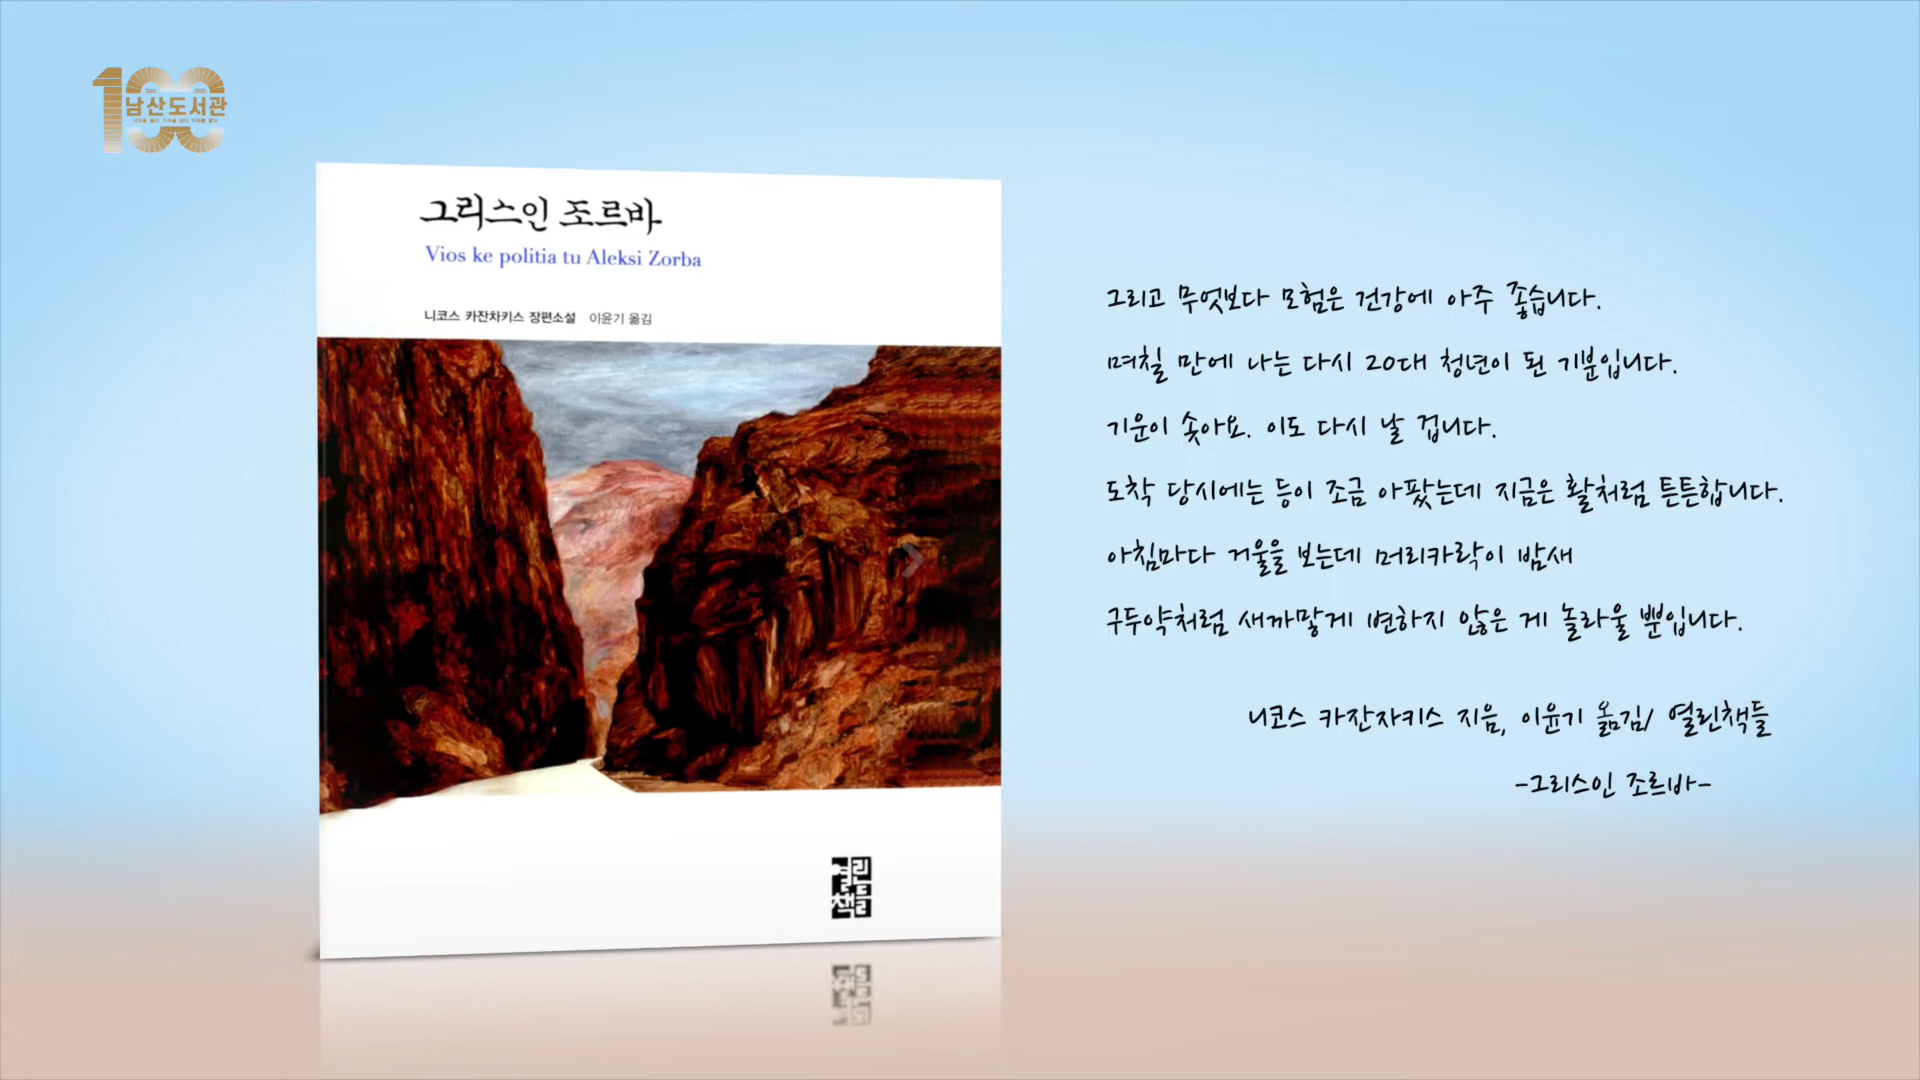 남산도서관
그리스인 조르바
Vios ke politia tu Aleksi Zorba
니코스 카잔차키스 장편소설 이윤기 옮김
열린책들
그리고 무엇보다 모험은 건강에 아주 좋습니다.
며칠 만에 나는 다시 20대 청년이 된 기분입니다.
기운이 솟아요. 이도 다시 날 겁니다.
도착 당시에는 등이 조금 아팠는데 지금은 활처럼 튼튼합니다.
아침마다 거울을 보는데 머리카락이 밤새
구두약처럼 새까맣게 변하지 않은 게 놀라울 뿐입니다.
니코스 카잔자키스 지음, 이윤기 옮김/ 열린책들
-그리스인 조르바-